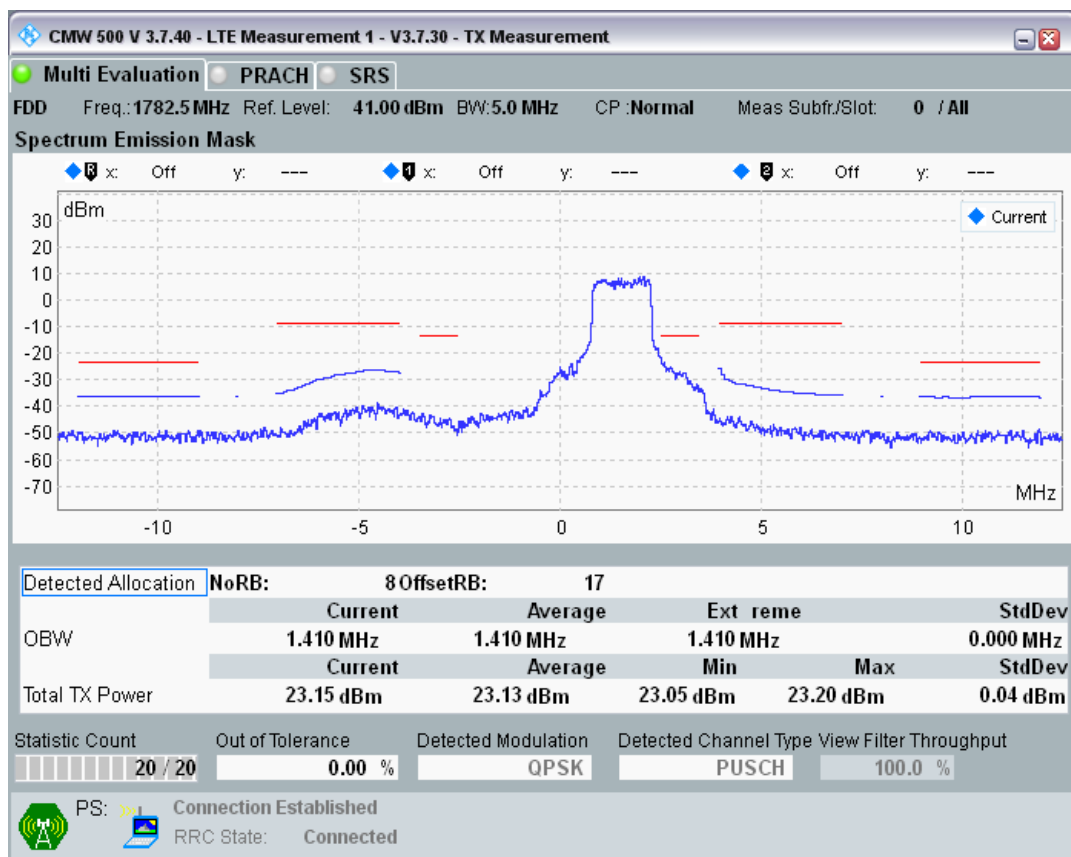 CMW 500 V 3.7.40 - LTE Measurement 1 - V3.7.30 - TX Measurement
Multi Evaluation PRACH SRS
FDD Freq.: 1782.5 MHz Ref. Level: 41.00 dBm BW: 5.0 MHz CP : Normal Meas Subfr./Slot: 0 / All
Spectrum Emission Mask
R x: Off y: --- 1 x: Off y: --- 2 x: Off y: ---
dBm
Current
30
20
10
0
-10
-20
-30
-40
-50
-60
-70
MHz
-10 -5 0 5 10
Detected Allocation NoRB: 8 OffsetRB: 17
Current Average Ext reme StdDev
OBW 1.410 MHz 1.410 MHz 1.410 MHz 0.000 MHz
Current Average Min Max StdDev
Total TX Power 23.15 dBm 23.13 dBm 23.05 dBm 23.20 dBm 0.04 dBm
Statistic Count Out of Tolerance Detected Modulation Detected Channel Type View Filter Throughput
20 / 20 0.00 % QPSK PUSCH 100.0 %
PS: Connection Established
RRC State: Connected